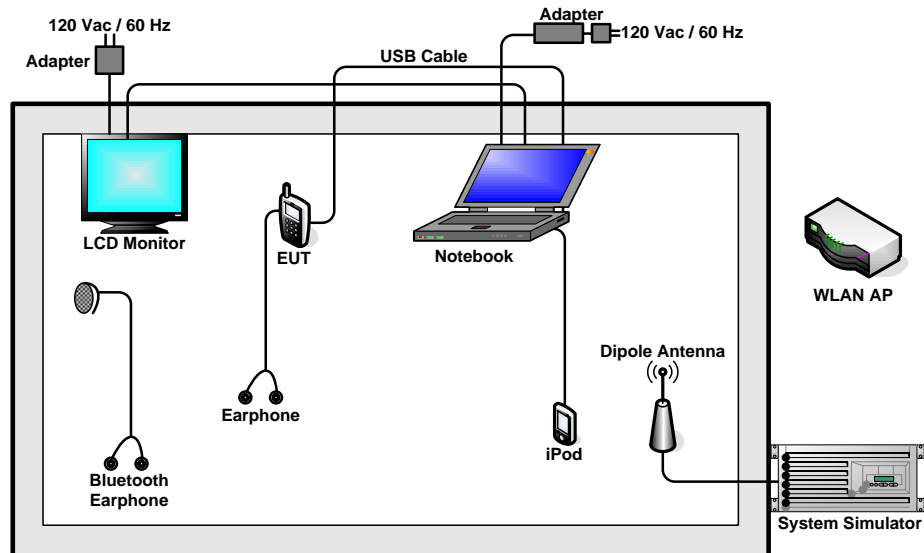 120 Vac / 60 Hz
Adapter
Adapter
120 Vac / 60 Hz
USB Cable
LCD Monitor
EUT
Notebook
WLAN AP
Dipole Antenna
Earphone
iPod
Bluetooth
Earphone
System Simulator